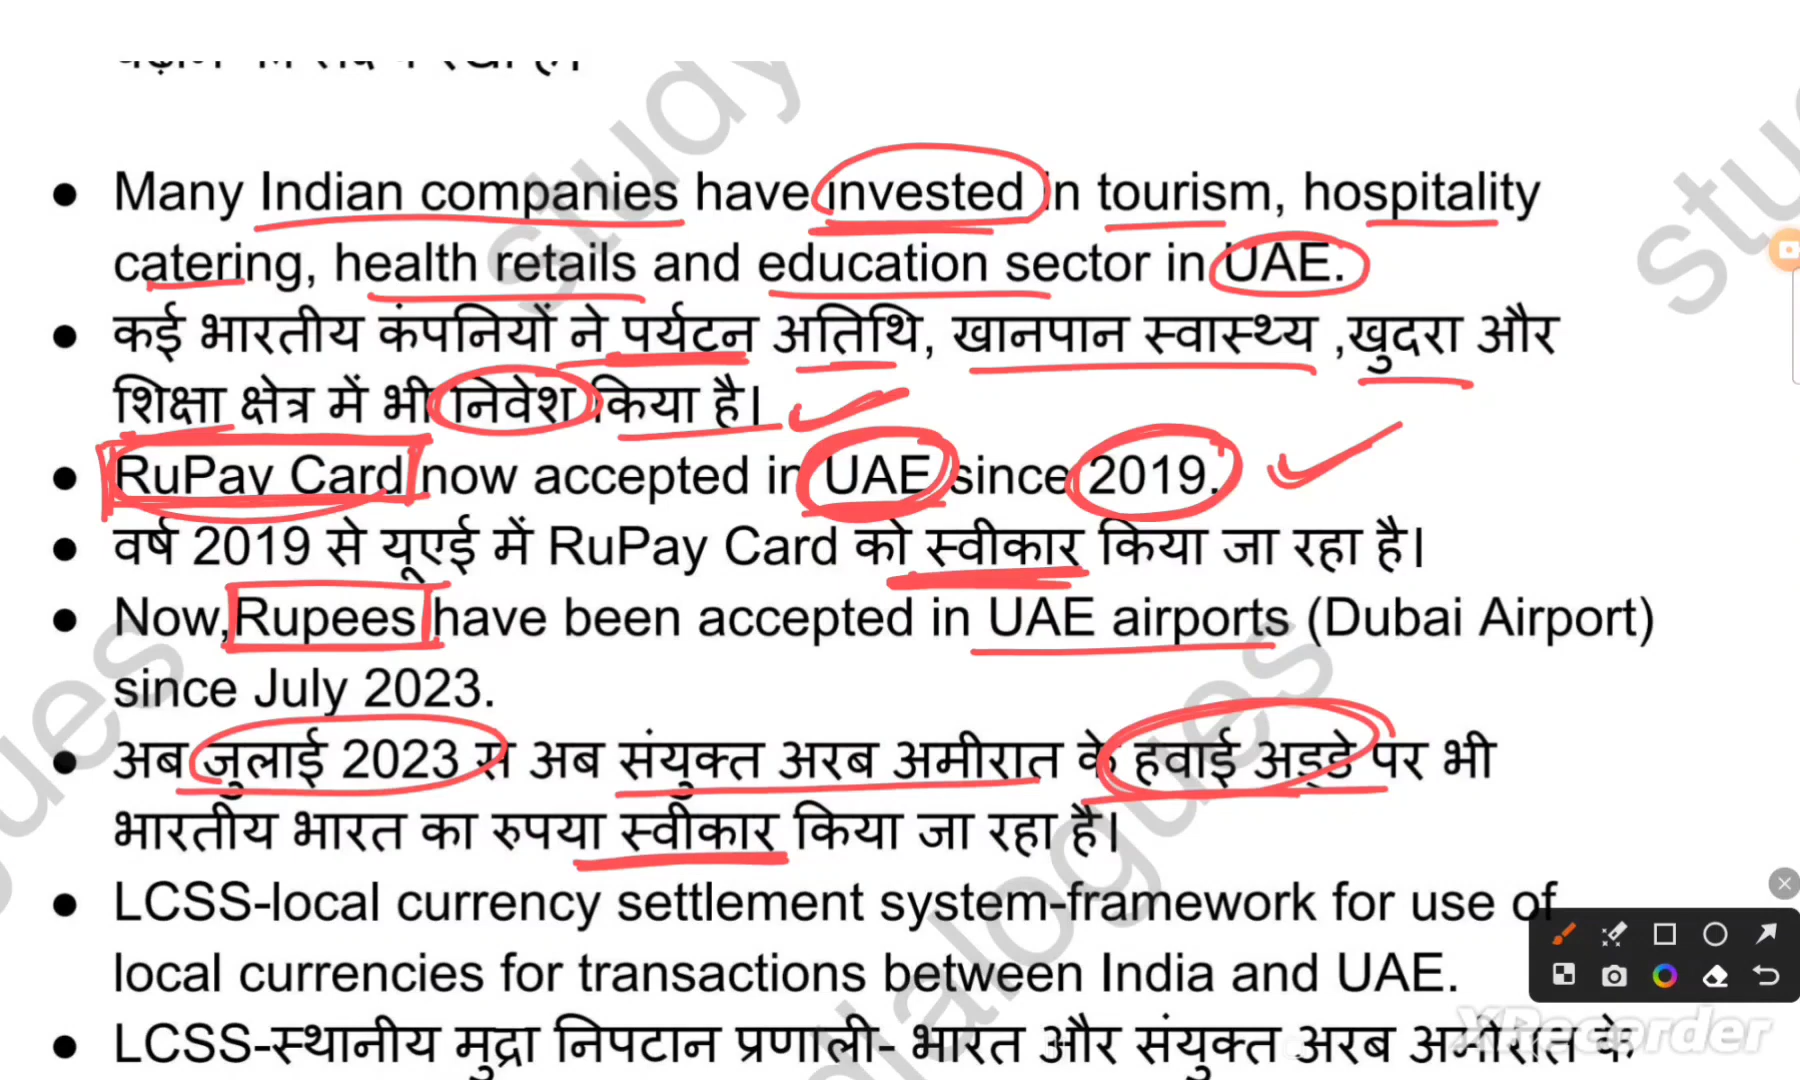 Many Indian companies have invested in tourism, hospitality
catering, health retails and education sector in UAE.
कई भारतीय कंपनियों ने पर्यटन अतिथि, खानपान स्वास्थ्य ,खुदरा और
शिक्षा क्षेत्र में भी निवेश किया है।
RuPay Card now accepted in UAE since 2019.
वर्ष 2019 से यूएई में RuPay Card को स्वीकार किया जा रहा है।
Now,Rupees have been accepted in UAE airports (Dubai Airport)
since July 2023.
अब जुलाई 2023 से अब संयुक्त अरब अमीरात के हवाई अड्डे पर भी
भारतीय भारत का रुपया स्वीकार किया जा रहा है।
LCSS-local currency settlement system-framework for use of
local currencies for transactions between India and UAE.
LCSS-स्थानीय मुद्रा निपटान प्रणाली- भारत और संयुक्त अरब अमीरात के
study
dialogues
XRecorder